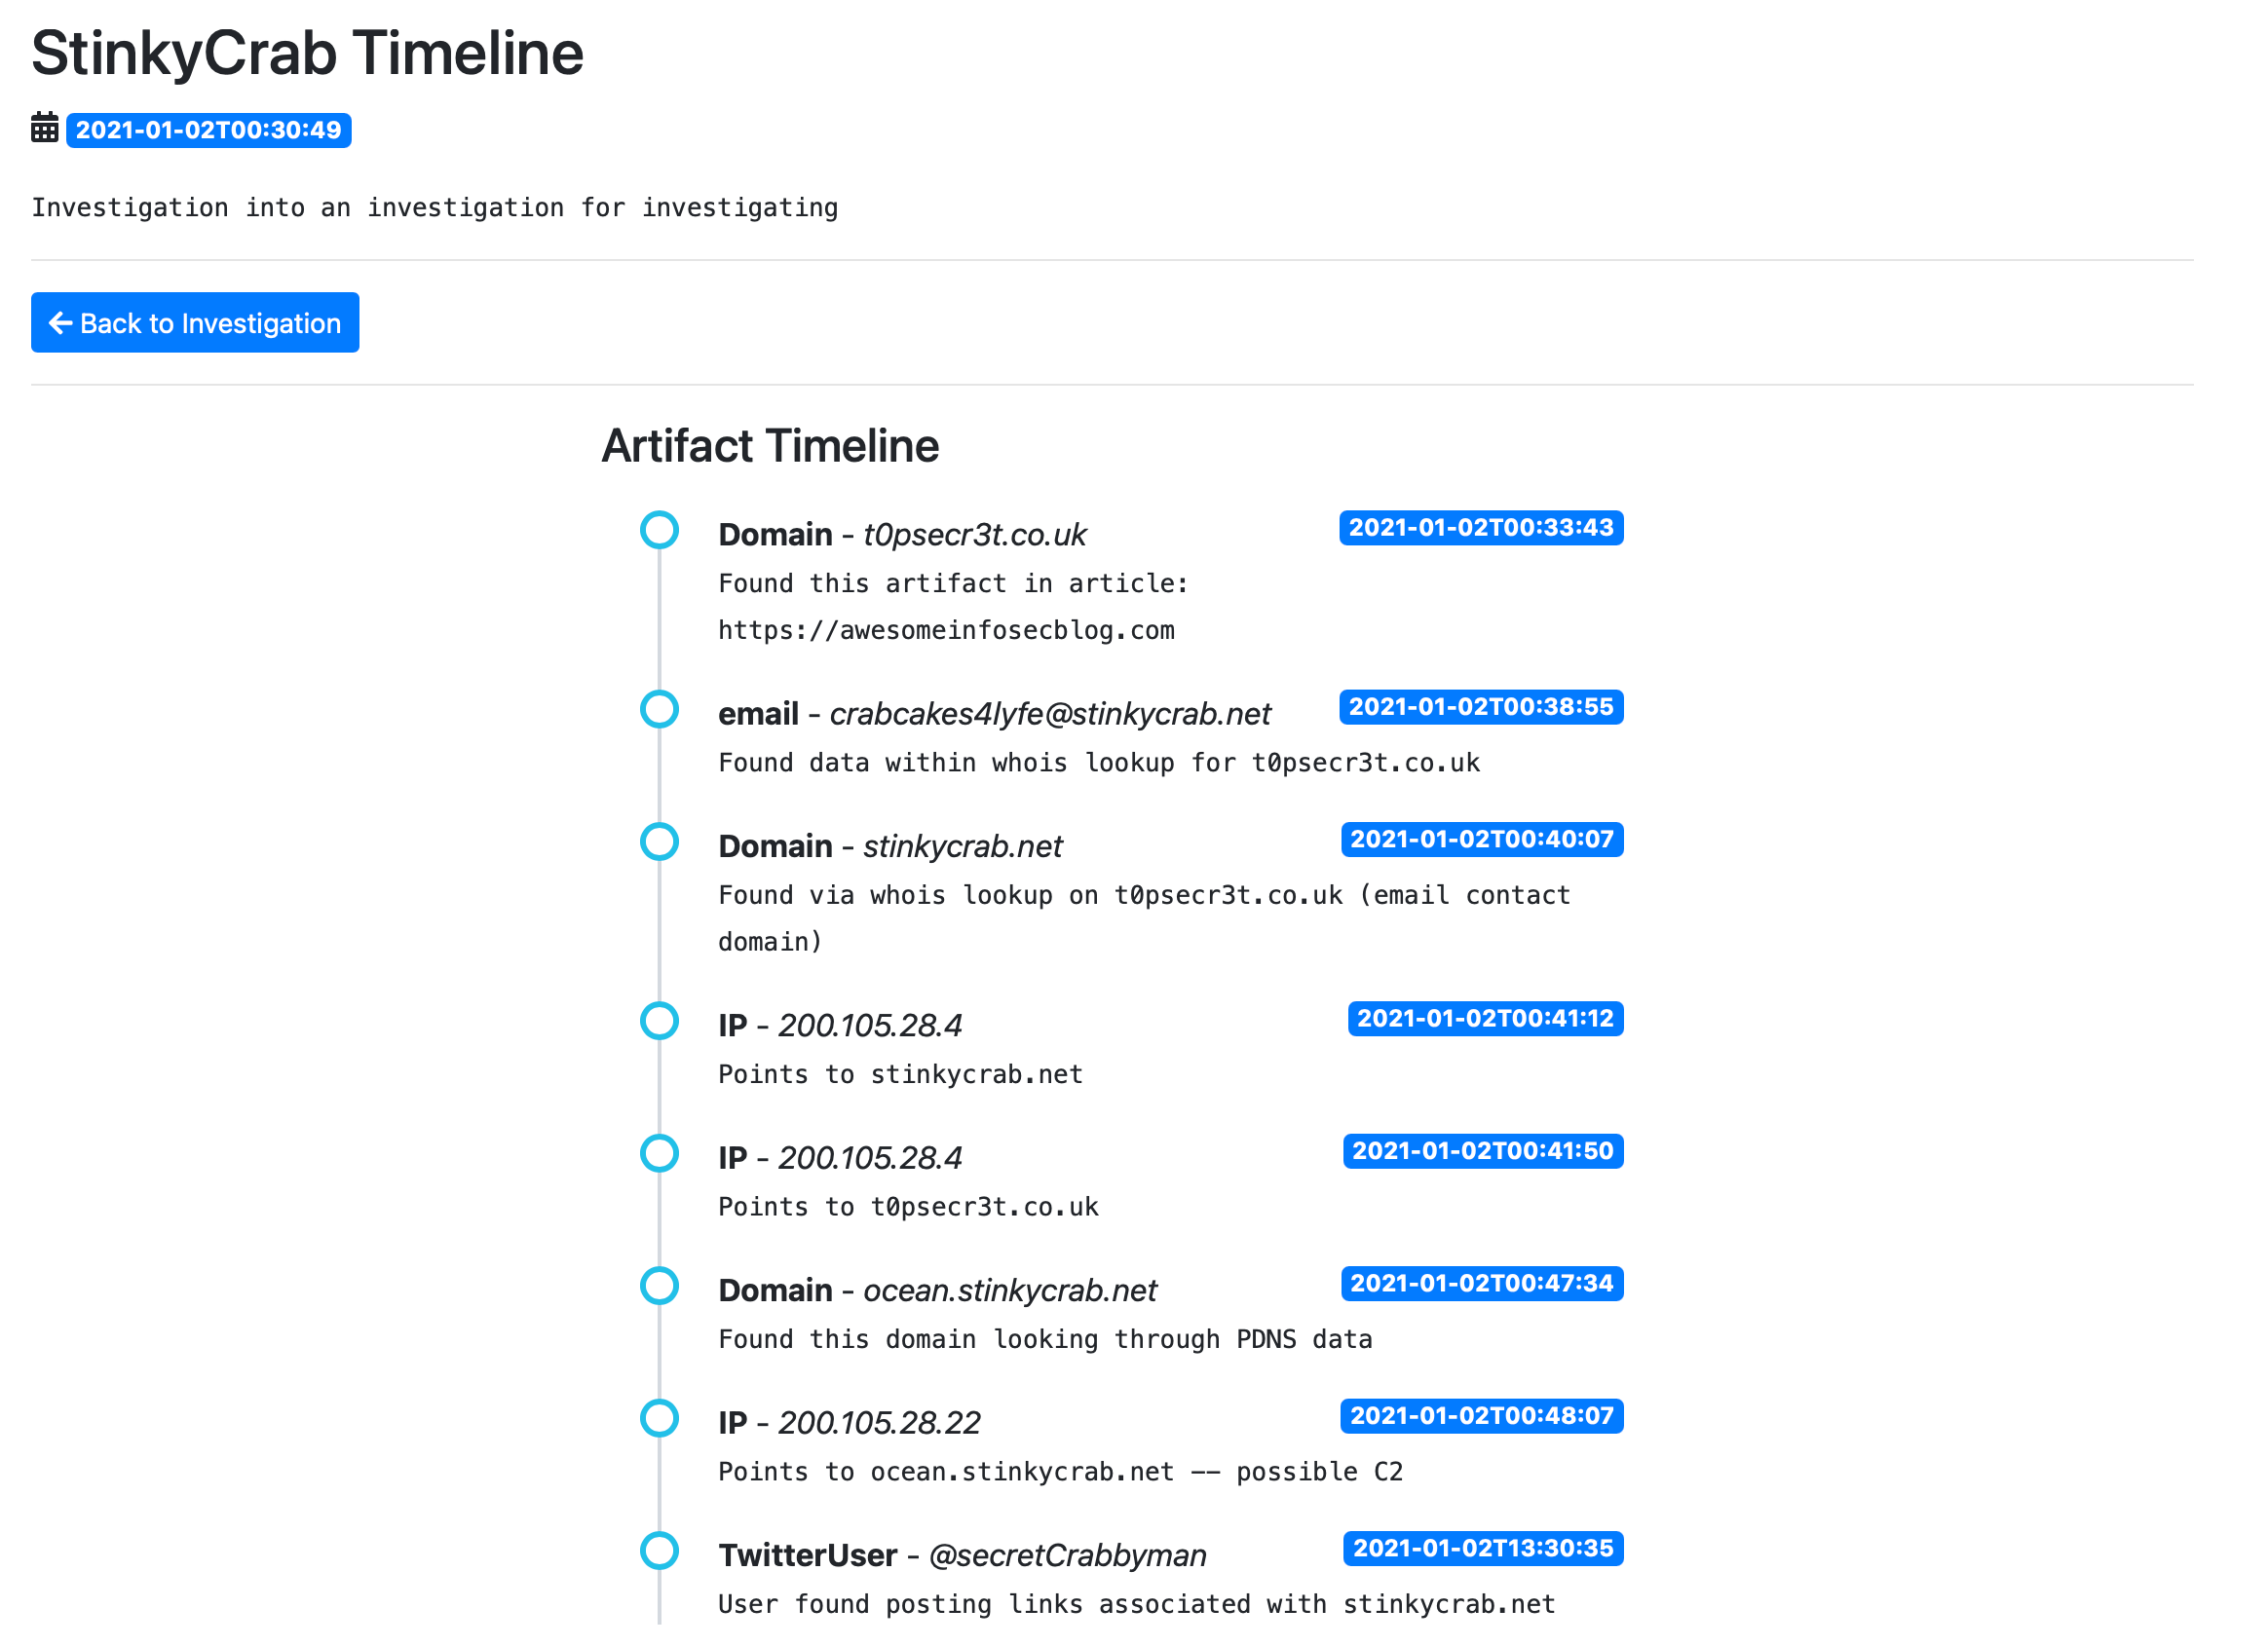 StinkyCrab Timeline
2021-01-02T00:30:49
Investigation into an investigation for investigating
Back to Investigation
Artifact Timeline
Domain - t0psecr3t.co.uk 2021-01-02T00:33:43
Found this artifact in article:
https://awesomeinfosecblog.com
email - crabcakes4lyfe@stinkycrab.net 2021-01-02T00:38:55
Found data within whois lookup for t0psecr3t.co.uk
Domain - stinkycrab.net 2021-01-02T00:40:07
Found via whois lookup on t0psecr3t.co.uk (email contact
domain)
IP - 200.105.28.4 2021-01-02T00:41:12
Points to stinkycrab.net
IP - 200.105.28.4 2021-01-02T00:41:50
Points to t0psecr3t.co.uk
Domain - ocean.stinkycrab.net 2021-01-02T00:47:34
Found this domain looking through PDNS data
IP - 200.105.28.22 2021-01-02T00:48:07
Points to ocean.stinkycrab.net –– possible C2
TwitterUser - @secretCrabbyman 2021-01-02T13:30:35
User found posting links associated with stinkycrab.net